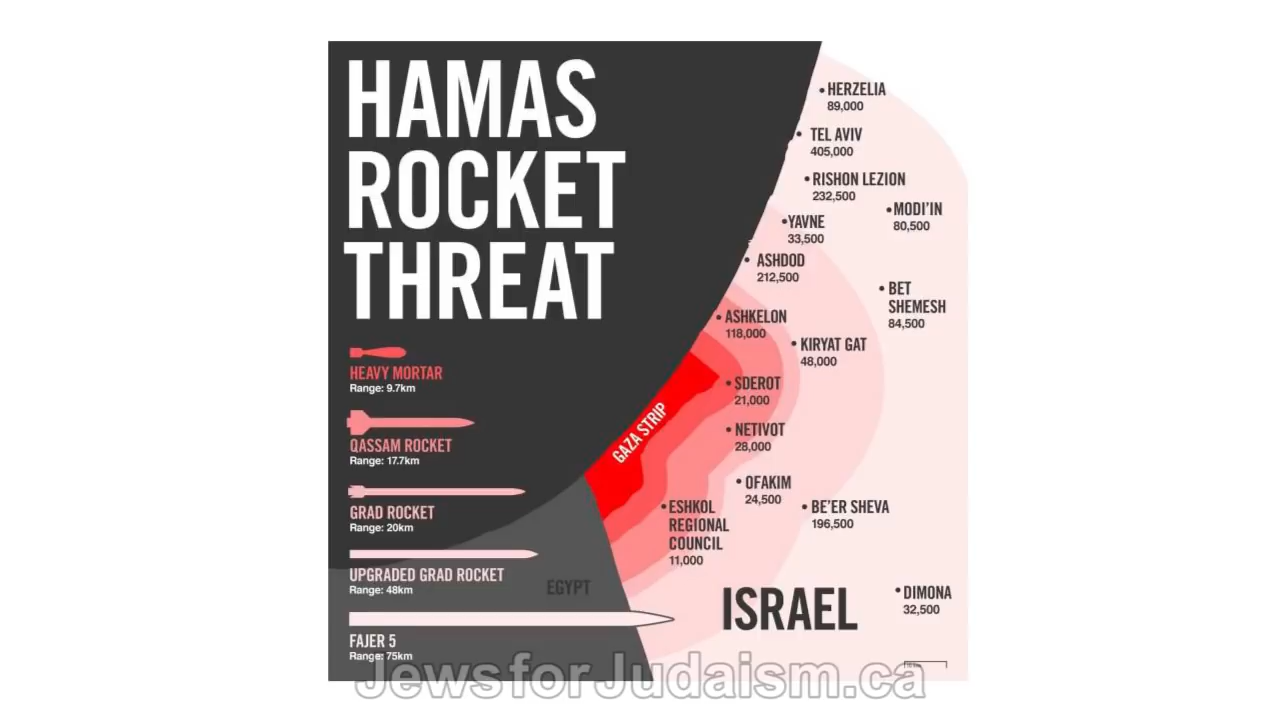 HAMAS
ROCKET
THREAT
HEAVY MORTAR
Range: 9.7km
QASSAM ROCKET
Range: 17.7km
GRAD ROCKET
Range: 20km
UPGRADED GRAD ROCKET
Range: 48km
FAJER 5
Range: 75km
EGYPT
GAZA STRIP
HERZELIA
89,000
TEL AVIV
405,000
RISHON LEZION
232,500
MODI'IN
80,500
YAVNE
33,500
ASHDOD
212,500
BET
SHEMESH
84,500
ASHKELON
118,000
KIRYAT GAT
48,000
SDEROT
21,000
NETIVOT
28,000
OFAKIM
24,500
ESHKOL
REGIONAL
COUNCIL
11,000
BE'ER SHEVA
196,500
ISRAEL
DIMONA
32,500
JewsforJudaism.ca